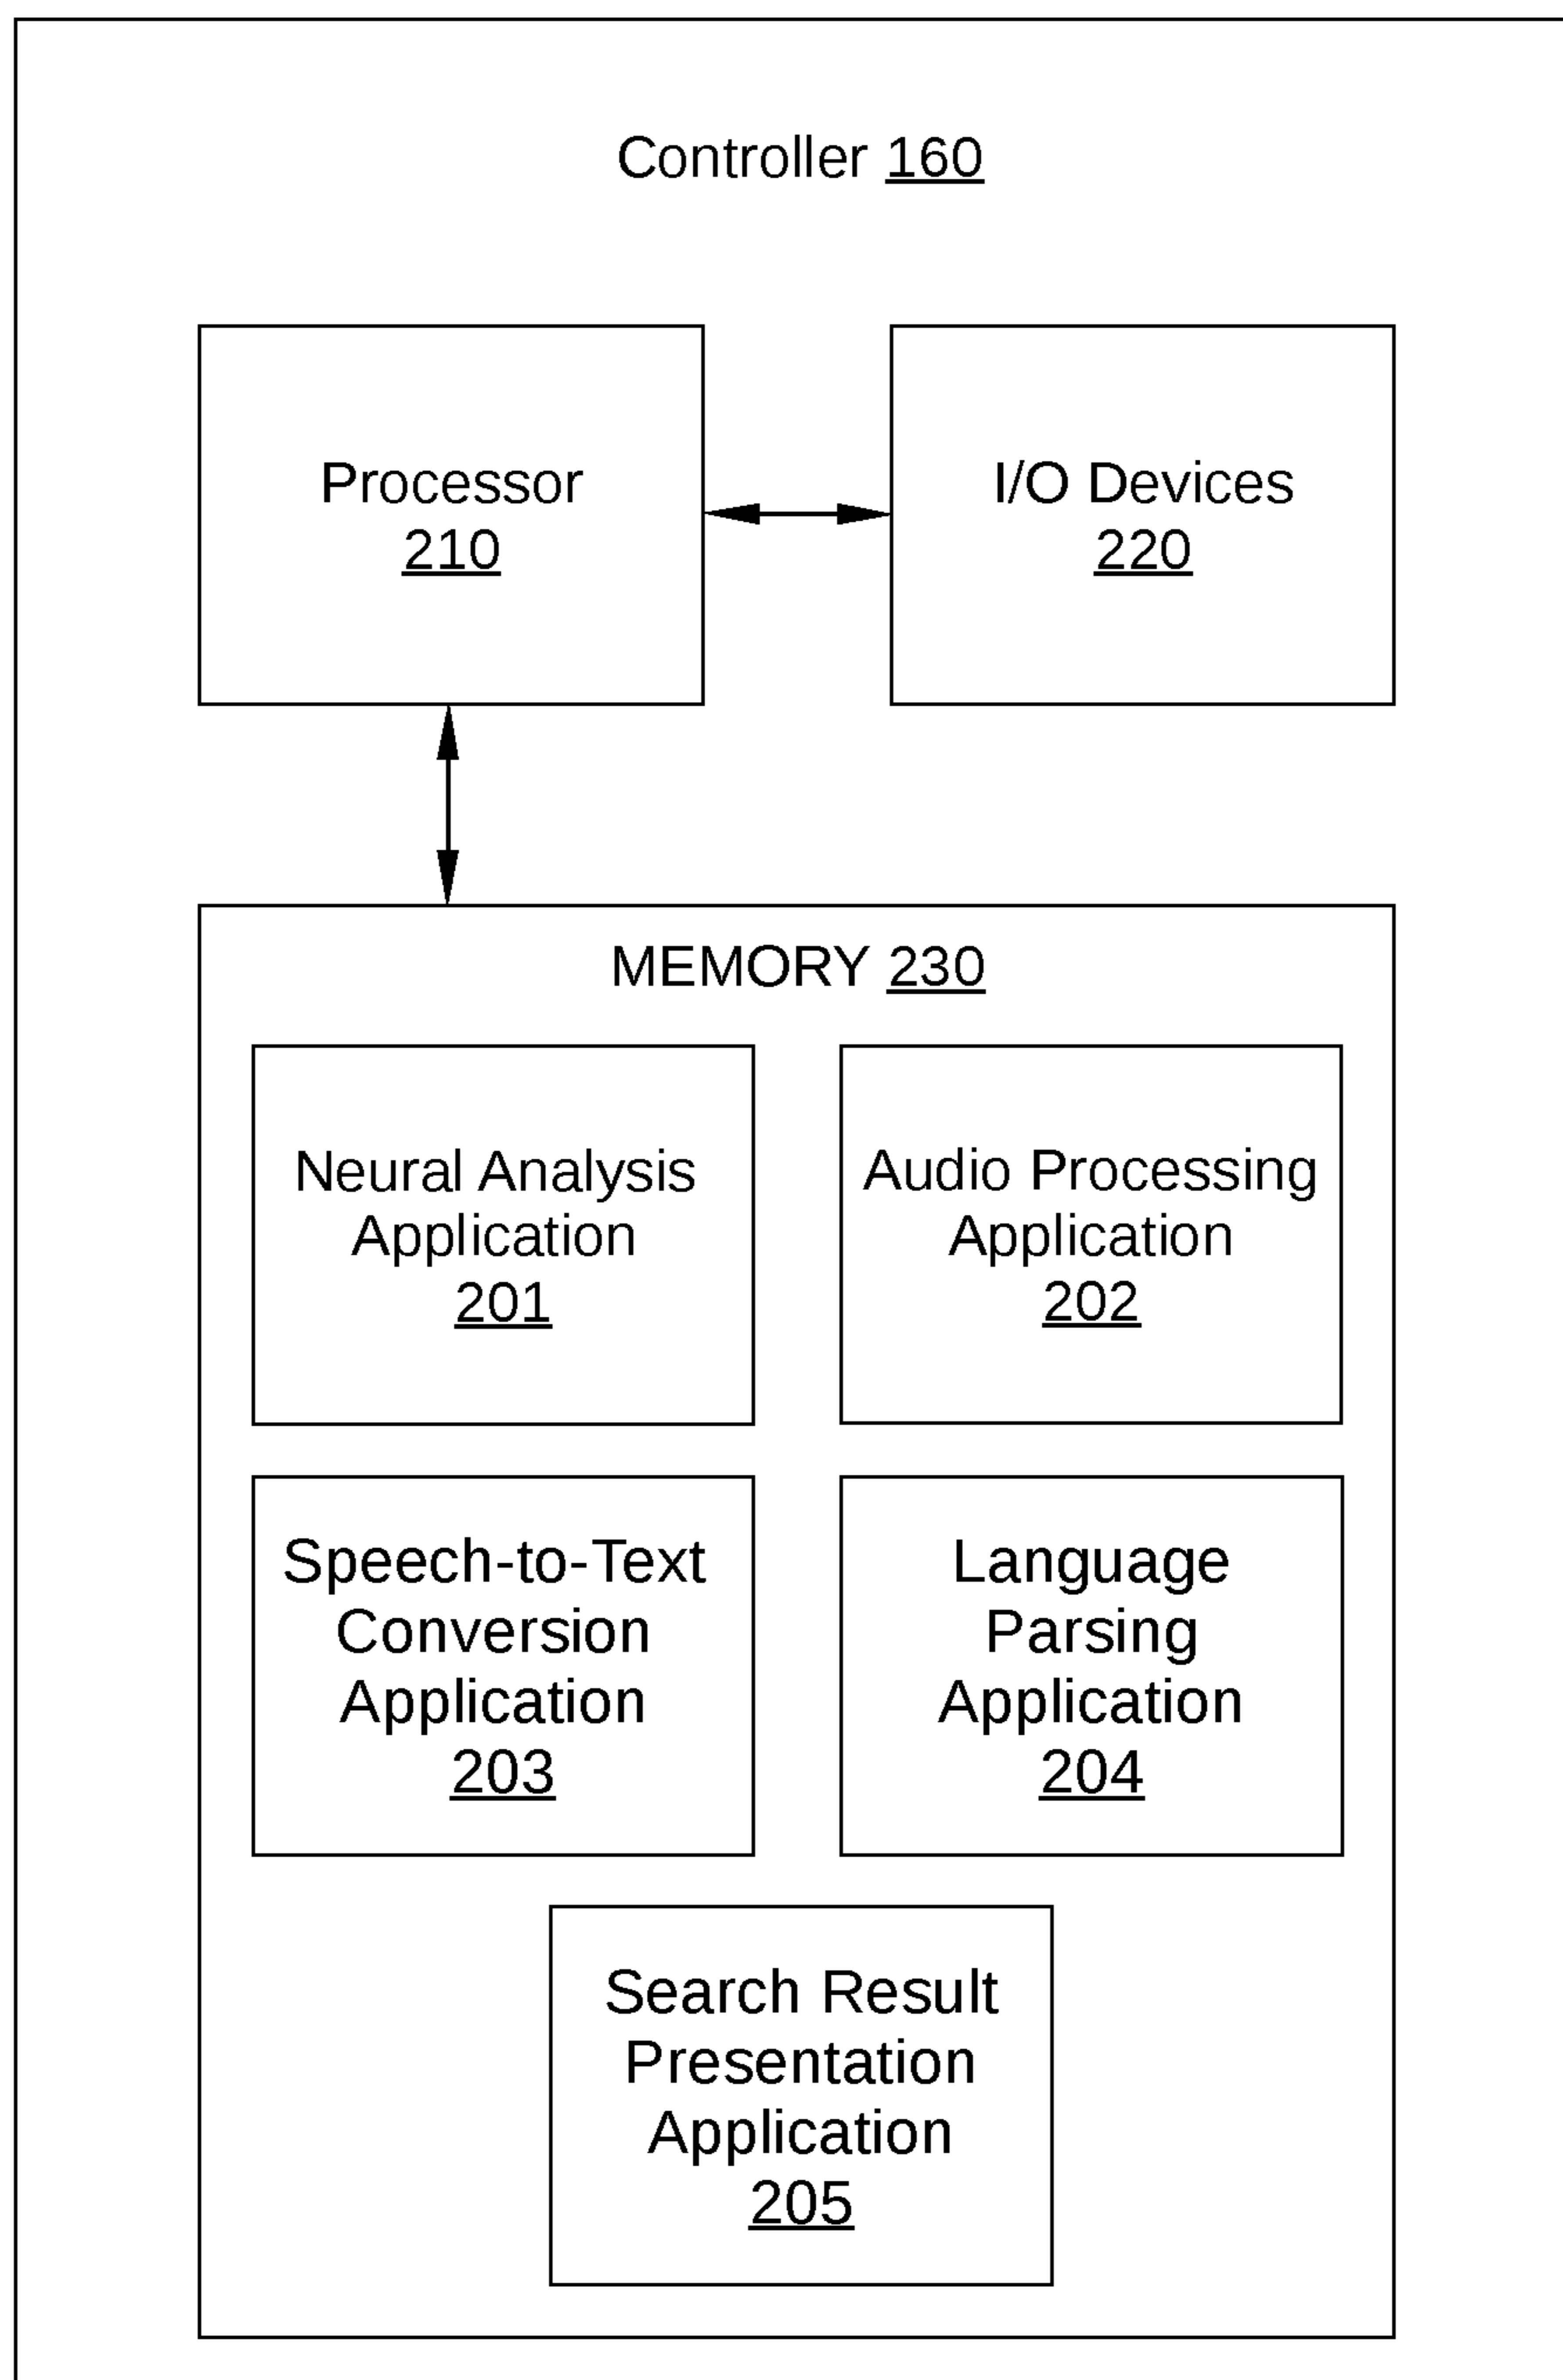 Controller 160
Processor
210
I/O Devices
220
MEMORY 230
Neural Analysis
Application
201
Audio Processing
Application
202
Speech-to-Text
Conversion
Application
203
Language
Parsing
Application
204
Search Result
Presentation
Application
205